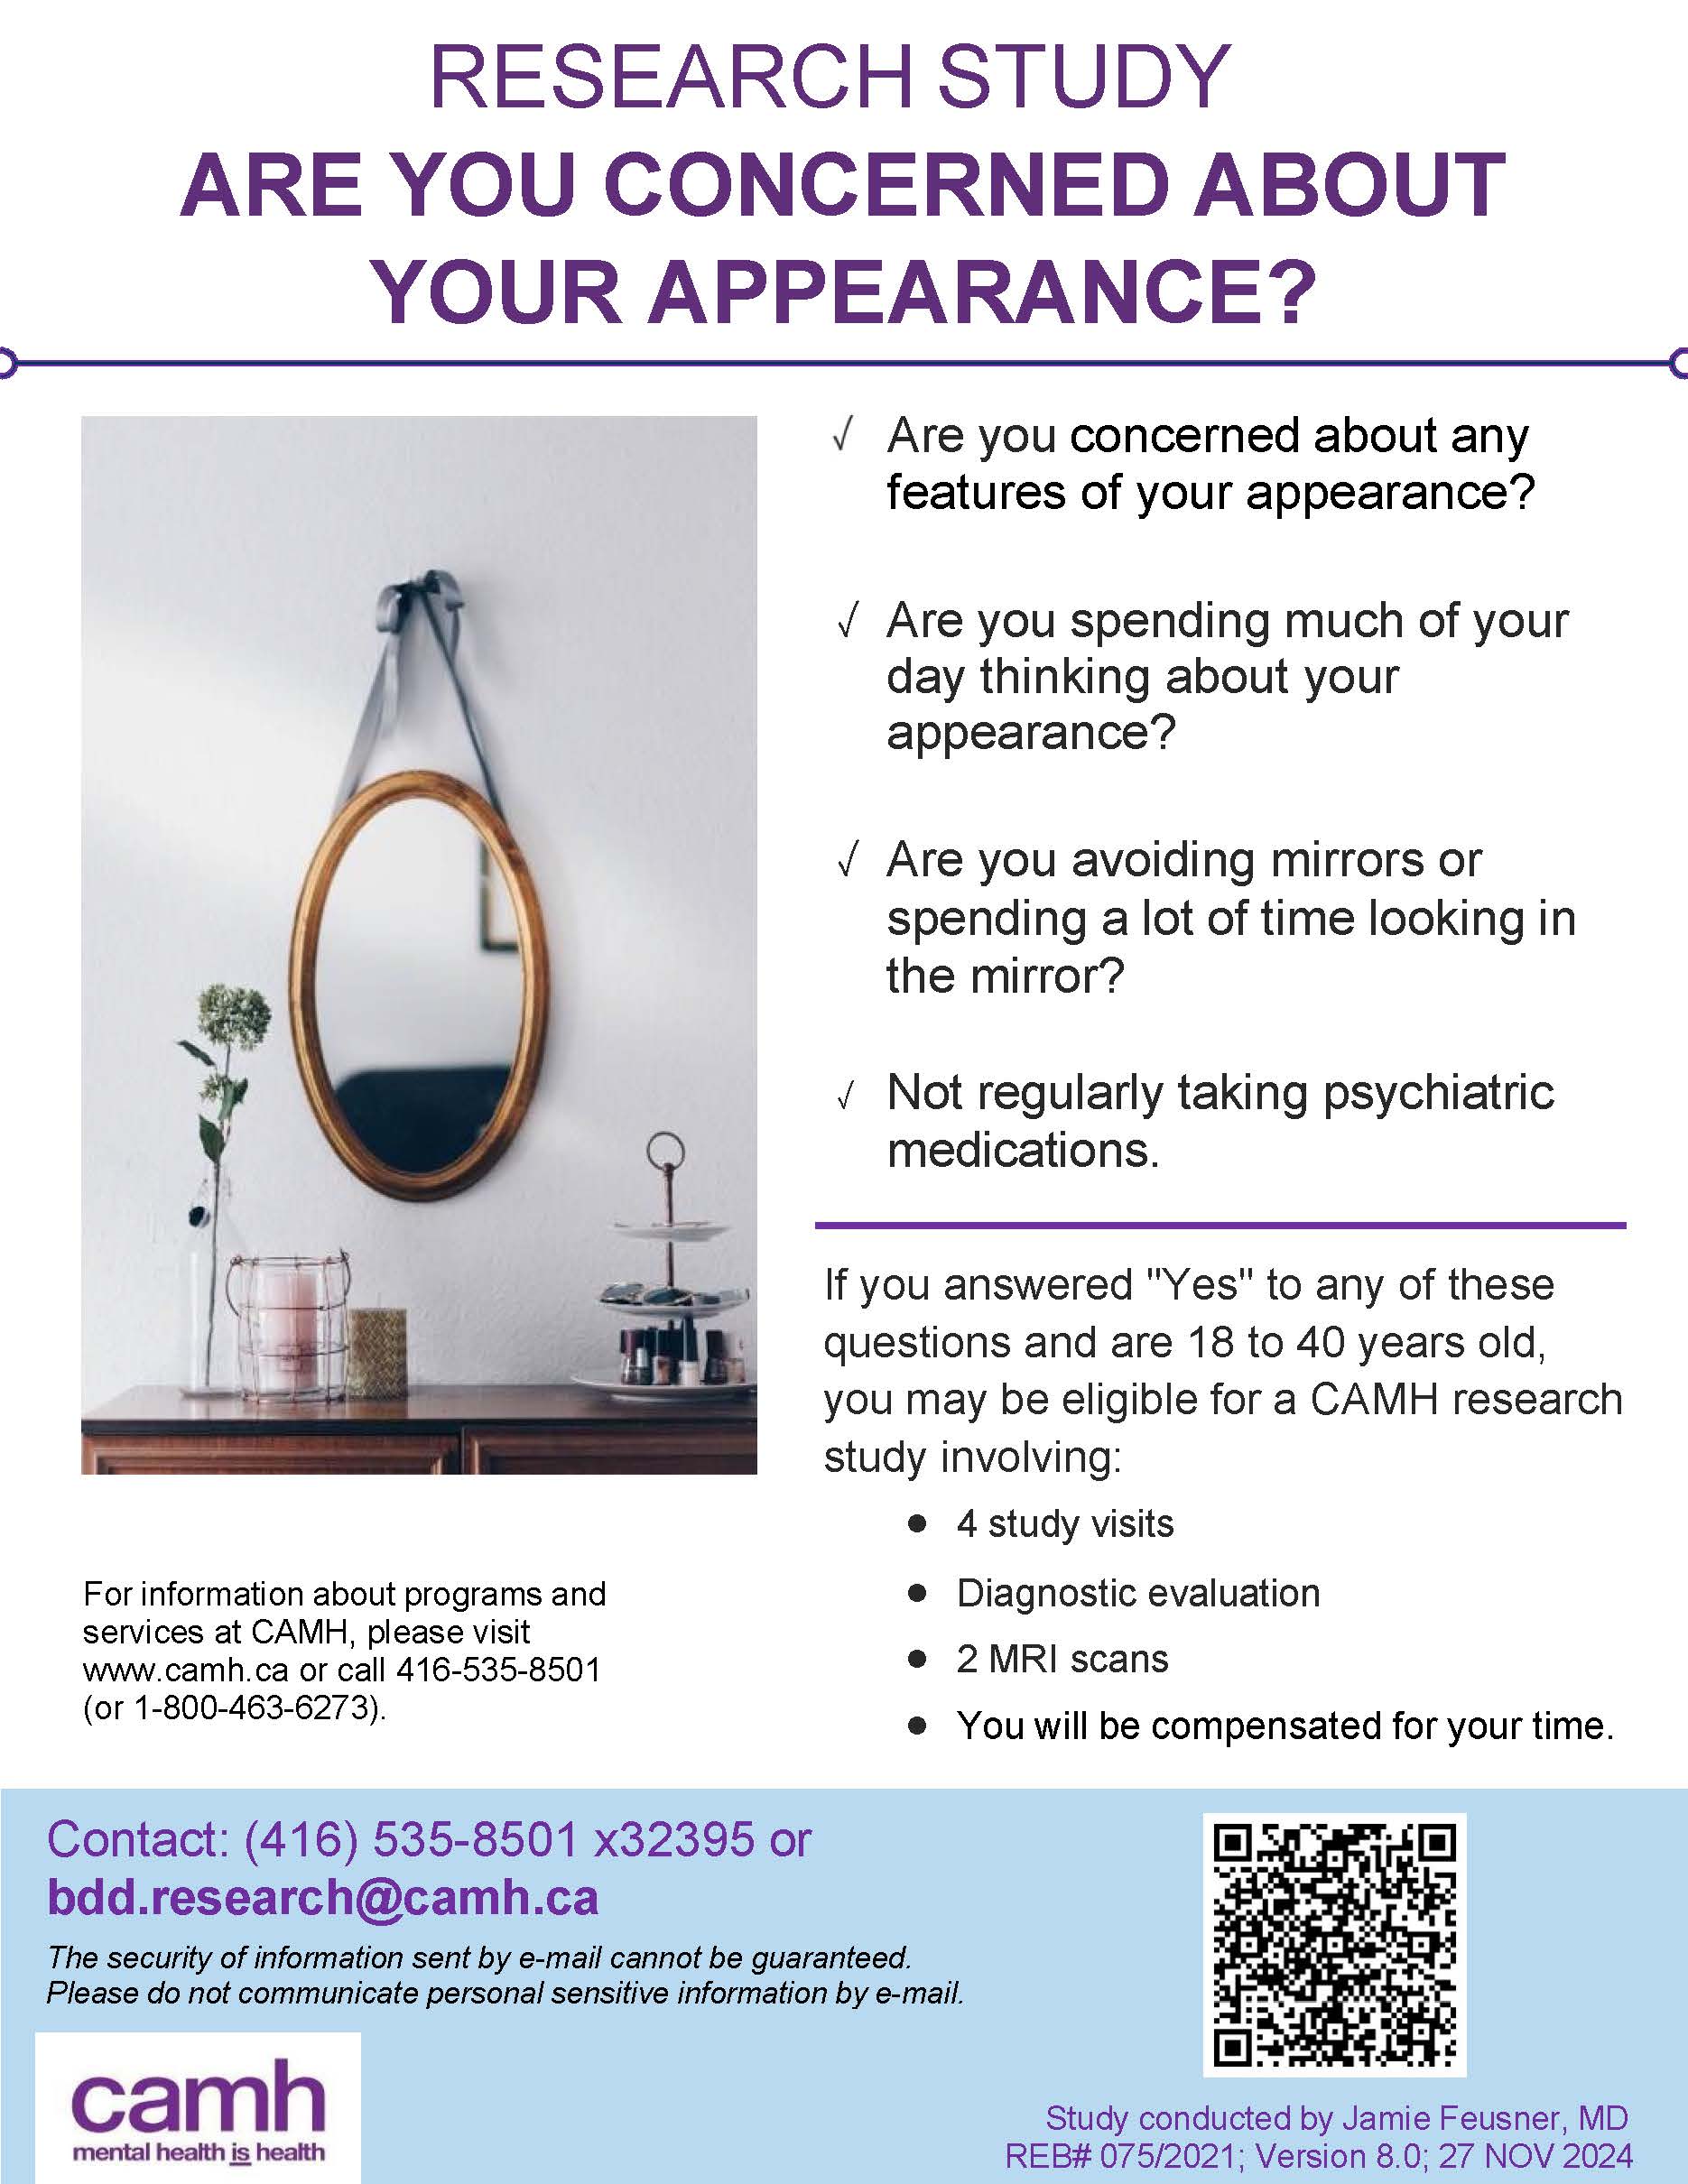 RESEARCH STUDY
ARE YOU CONCERNED ABOUT
YOUR APPEARANCE?
√ Are you concerned about any
features of your appearance?
√ Are you spending much of your
day thinking about your
appearance?
√ Are you avoiding mirrors or
spending a lot of time looking in
the mirror?
√ Not regularly taking psychiatric
medications.
If you answered "Yes" to any of these
questions and are 18 to 40 years old,
you may be eligible for a CAMH research
study involving:
● 4 study visits
● Diagnostic evaluation
● 2 MRI scans
● You will be compensated for your time.
For information about programs and
services at CAMH, please visit
www.camh.ca or call 416-535-8501
(or 1-800-463-6273).
Contact: (416) 535-8501 x32395 or
bdd.research@camh.ca
The security of information sent by e-mail cannot be guaranteed.
Please do not communicate personal sensitive information by e-mail.
camh
mental health is health
Study conducted by Jamie Feusner, MD
REB# 075/2021; Version 8.0; 27 NOV 2024